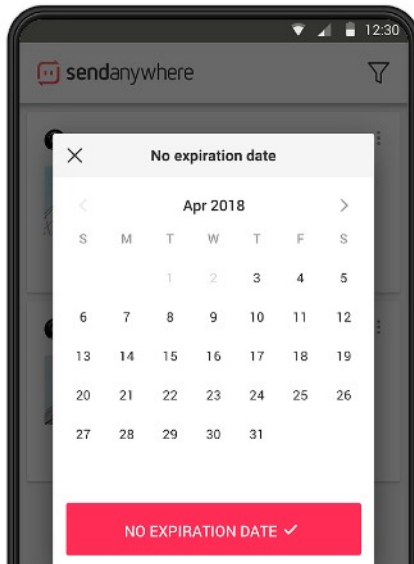 12:30
sendanywhere
No expiration date
Apr 2018
S M T W T F S
1 2 3 4 5
6 7 8 9 10 11 12
13 14 15 16 17 18 19
20 21 22 23 24 25 26
27 28 29 30 31
NO EXPIRATION DATE